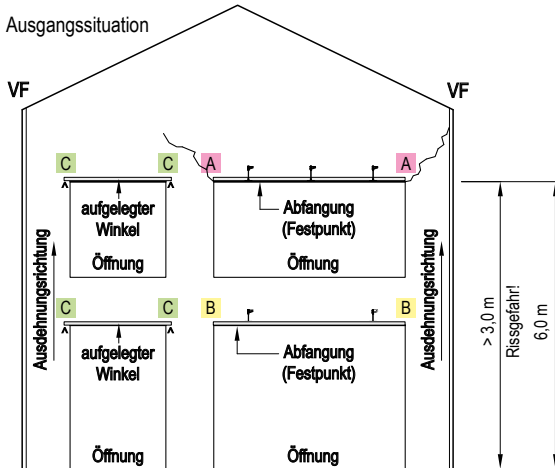 Ausgangssituation
VF
VF
C
C
A
A
aufgelegter
Winkel
Abfangung
(Festpunkt)
Öffnung
Öffnung
Ausdehnungsrichtung
Ausdehnungsrichtung
> 3,0 m
Rissgefahr!
6,0 m
C
C
B
B
aufgelegter
Winkel
Abfangung
(Festpunkt)
Öffnung
Öffnung